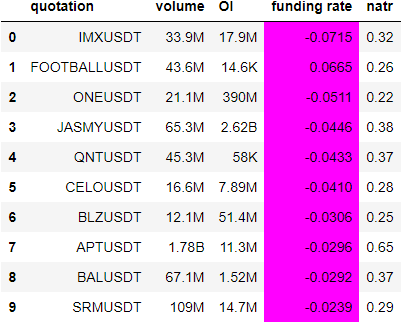 quotation volume OI funding rate natr
0 IMXUSDT 33.9M 17.9M -0.0715 0.32
1 FOOTBALLUSDT 43.6M 14.6K 0.0665 0.26
2 ONEUSDT 21.1M 390M -0.0511 0.22
3 JASMYUSDT 65.3M 2.62B -0.0446 0.38
4 QNTUSDT 45.3M 58K -0.0433 0.37
5 CELOUSDT 16.6M 7.89M -0.0410 0.28
6 BLZUSDT 12.1M 51.4M -0.0306 0.25
7 APTUSDT 1.78B 11.3M -0.0296 0.65
8 BALUSDT 67.1M 1.52M -0.0292 0.37
9 SRMUSDT 109M 14.7M -0.0239 0.29